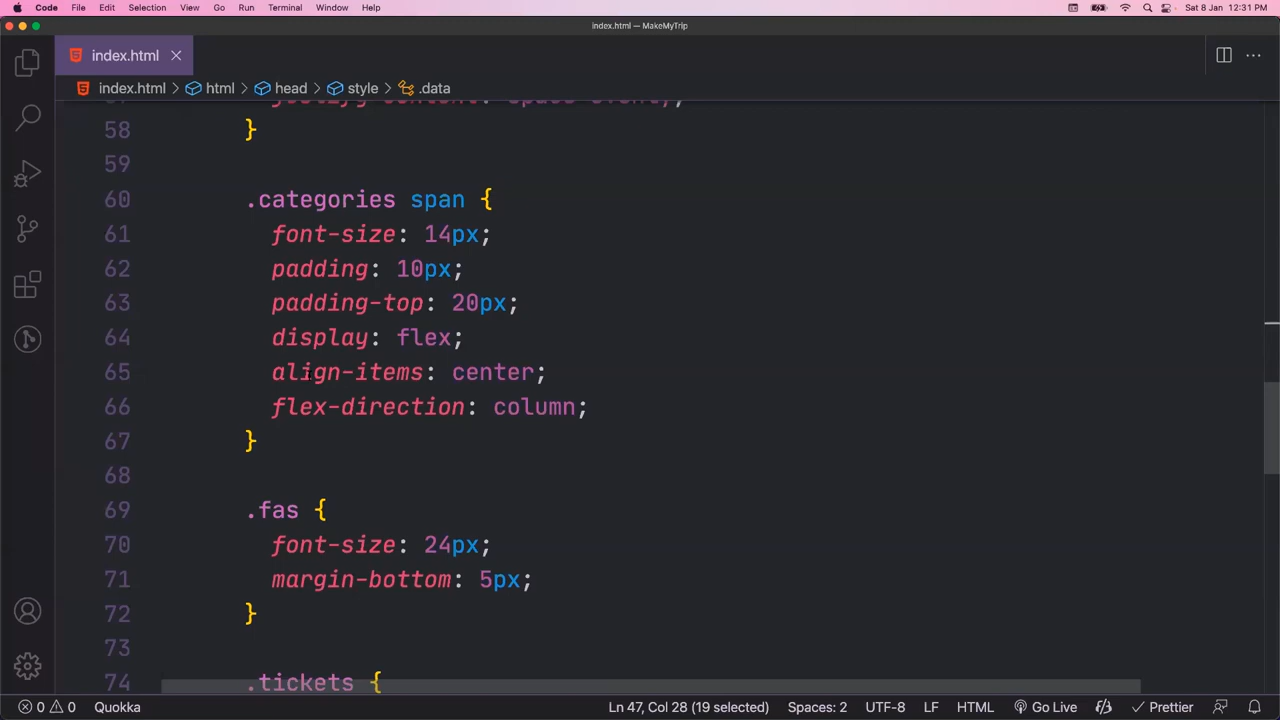 Code File Edit Selection View Go Run Terminal Window Help Sat 8 Jan 12:31 PM
index.html — MakeMyTrip
index.html
index.html > html > head > style > .data
justify-content: space-evenly;
58 }
59
60 .categories span {
61 font-size: 14px;
62 padding: 10px;
63 padding-top: 20px;
64 display: flex;
65 align-items: center;
66 flex-direction: column;
67 }
68
69 .fas {
70 font-size: 24px;
71 margin-bottom: 5px;
72 }
73
74 .tickets {
0 0 Quokka Ln 47, Col 28 (19 selected) Spaces: 2 UTF-8 LF HTML Go Live Prettier